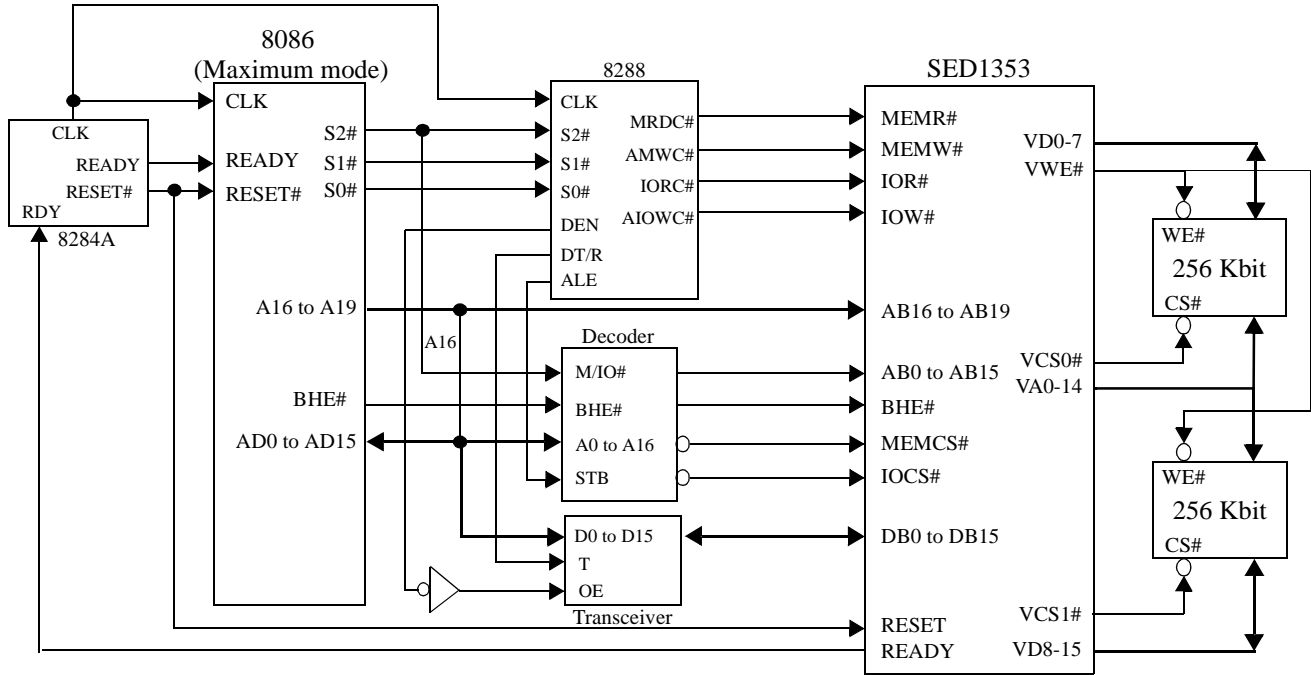 8086
(Maximum mode)
8288
SED1353
CLK
READY
RESET#
RDY
8284A
CLK
READY
RESET#
S2#
S1#
S0#
A16 to A19
A16
BHE#
AD0 to AD15
CLK
S2#
S1#
S0#
DEN
DT/R
ALE
MRDC#
AMWC#
IORC#
AIOWC#
Decoder
M/IO#
BHE#
A0 to A16
STB
D0 to D15
T
OE
Transceiver
MEMR#
MEMW#
IOR#
IOW#
AB16 to AB19
AB0 to AB15
BHE#
MEMCS#
IOCS#
DB0 to DB15
RESET
READY
VD0-7
VWE#
VCS0#
VA0-14
VCS1#
VD8-15
WE#
256 Kbit
CS#
WE#
256 Kbit
CS#